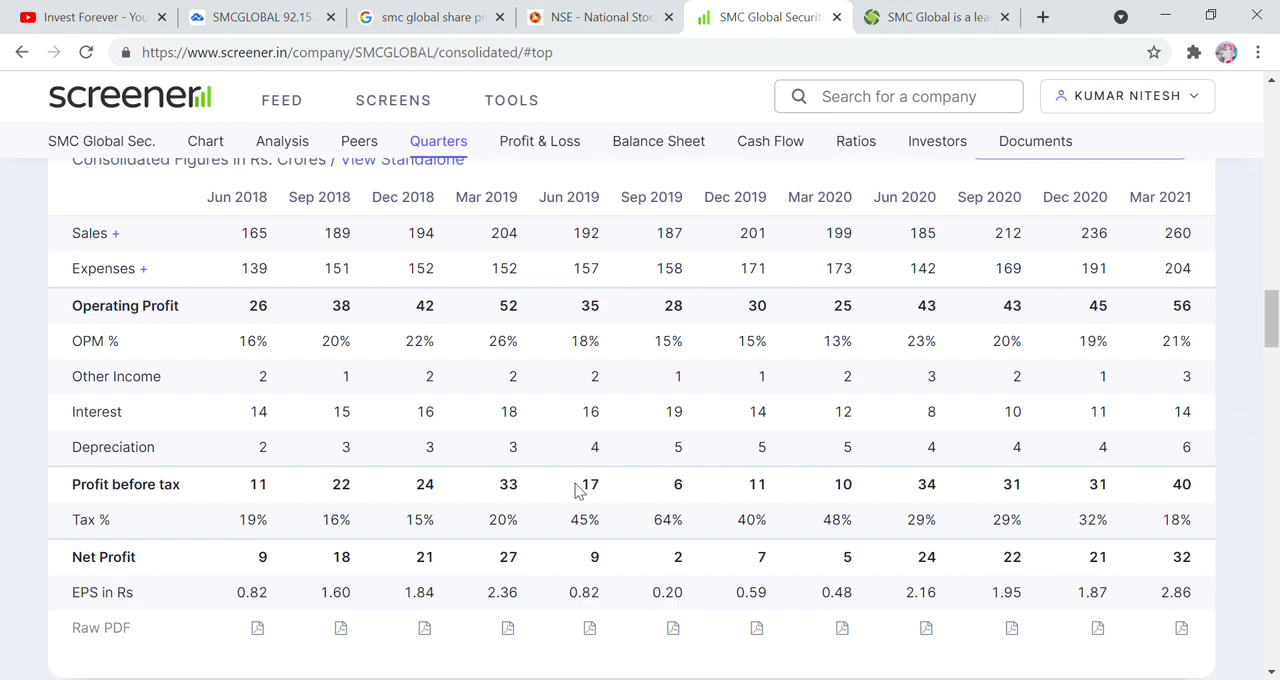 Invest Forever - You
SMCGLOBAL 92.15
smc global share pr
NSE - National Stoc
SMC Global Securit
SMC Global is a lea
https://www.screener.in/company/SMCGLOBAL/consolidated/#top
screener
FEED SCREENS TOOLS
Search for a company
KUMAR NITESH
SMC Global Sec. Chart Analysis Peers Quarters Profit & Loss Balance Sheet Cash Flow Ratios Investors Documents
Consolidated Figures in Rs. Crores / View Standalone
Jun 2018 Sep 2018 Dec 2018 Mar 2019 Jun 2019 Sep 2019 Dec 2019 Mar 2020 Jun 2020 Sep 2020 Dec 2020 Mar 2021
Sales + 165 189 194 204 192 187 201 199 185 212 236 260
Expenses + 139 151 152 152 157 158 171 173 142 169 191 204
Operating Profit 26 38 42 52 35 28 30 25 43 43 45 56
OPM % 16% 20% 22% 26% 18% 15% 15% 13% 23% 20% 19% 21%
Other Income 2 1 2 2 2 1 1 2 3 2 1 3
Interest 14 15 16 18 16 19 14 12 8 10 11 14
Depreciation 2 3 3 3 4 5 5 5 4 4 4 6
Profit before tax 11 22 24 33 17 6 11 10 34 31 31 40
Tax % 19% 16% 15% 20% 45% 64% 40% 48% 29% 29% 32% 18%
Net Profit 9 18 21 27 9 2 7 5 24 22 21 32
EPS in Rs 0.82 1.60 1.84 2.36 0.82 0.20 0.59 0.48 2.16 1.95 1.87 2.86
Raw PDF